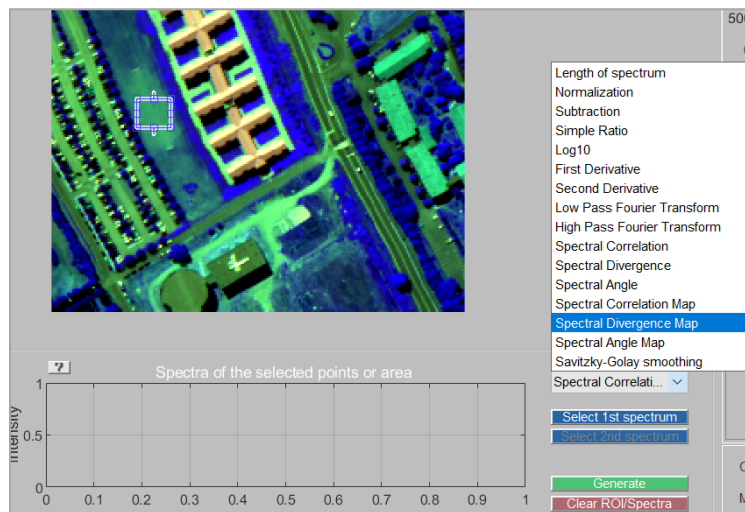 500
Length of spectrum
Normalization
Subtraction
Simple Ratio
Log10
First Derivative
Second Derivative
Low Pass Fourier Transform
High Pass Fourier Transform
Spectral Correlation
Spectral Divergence
Spectral Angle
Spectral Correlation Map
Spectral Divergence Map
Spectral Angle Map
Savitzky-Golay smoothing
Spectral Correlati...
?
Spectra of the selected points or area
Intensity
1
0.5
0
0 0.1 0.2 0.3 0.4 0.5 0.6 0.7 0.8 0.9 1
Select 1st spectrum
Select 2nd spectrum
Generate
Clear ROI/Spectra